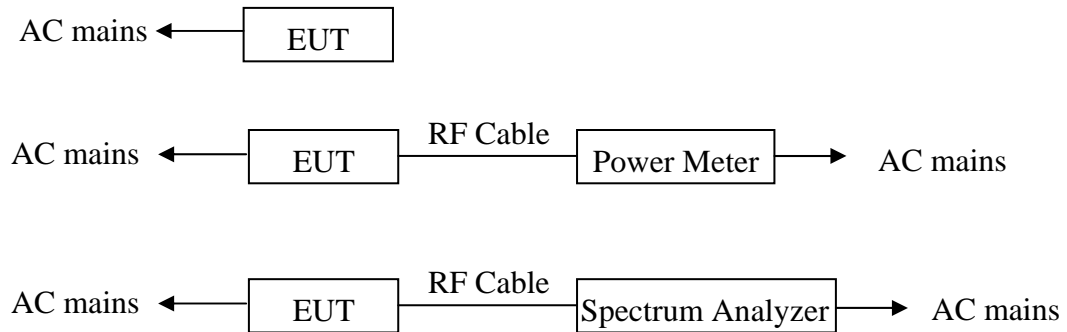 AC mains EUT
RF Cable
AC mains EUT Power Meter AC mains
RF Cable
AC mains EUT Spectrum Analyzer AC mains